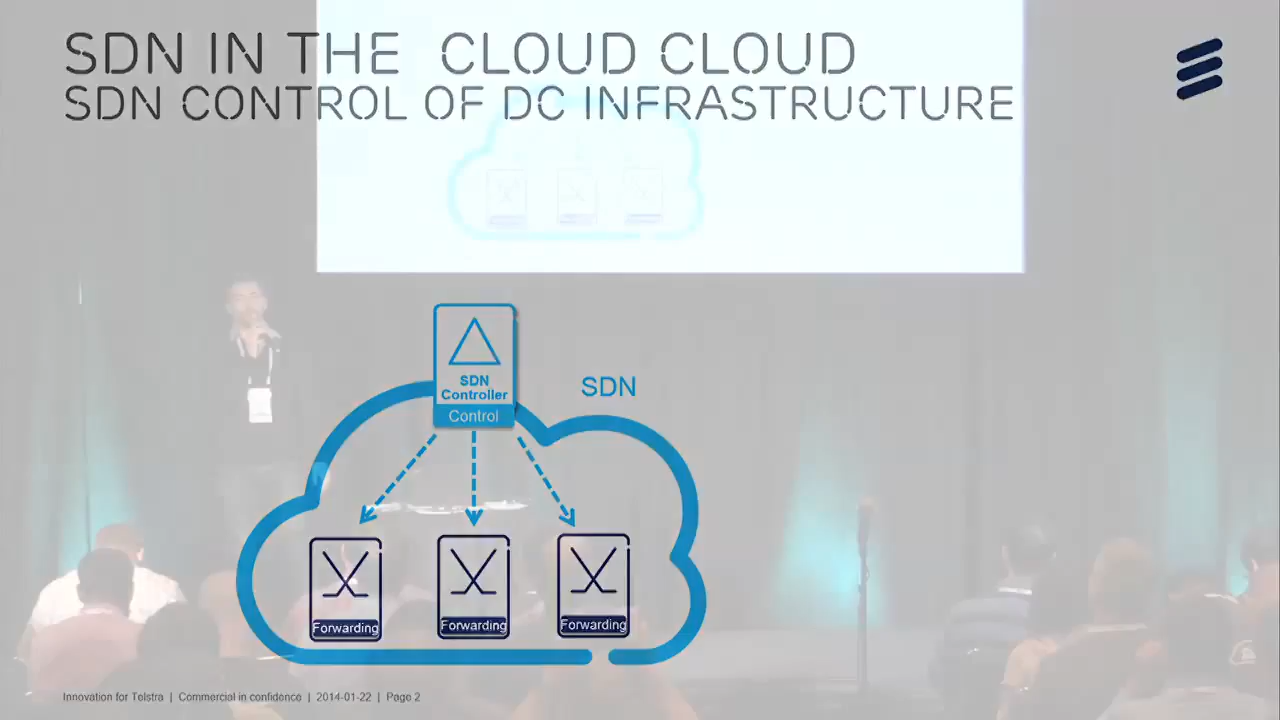 SDN IN THE CLOUD CLOUD
SDN CONTROL OF DC INFRASTRUCTURE
SDN
Controller
Control
SDN
Forwarding
Forwarding
Forwarding
Innovation for Telstra | Commercial in confidence | 2014-01-22 | Page 2